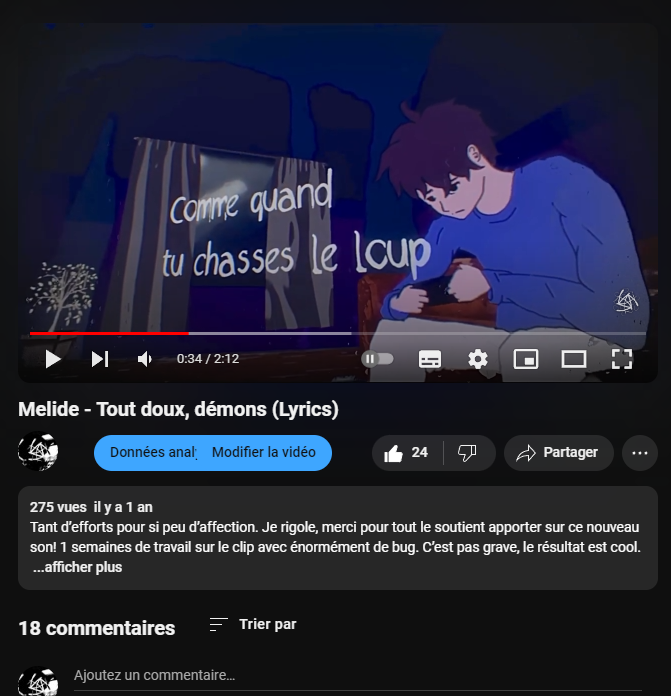 Comme quand
tu chasses le loup
0:34 / 2:12
Melide - Tout doux, démons (Lyrics)
Données anal
Modifier la vidéo
24
Partager
275 vues il y a 1 an
Tant d’efforts pour si peu d’affection. Je rigole, merci pour tout le soutient apporter sur ce nouveau
son! 1 semaines de travail sur le clip avec énormément de bug. C’est pas grave, le résultat est cool.
...afficher plus
18 commentaires
Trier par
Ajoutez un commentaire...